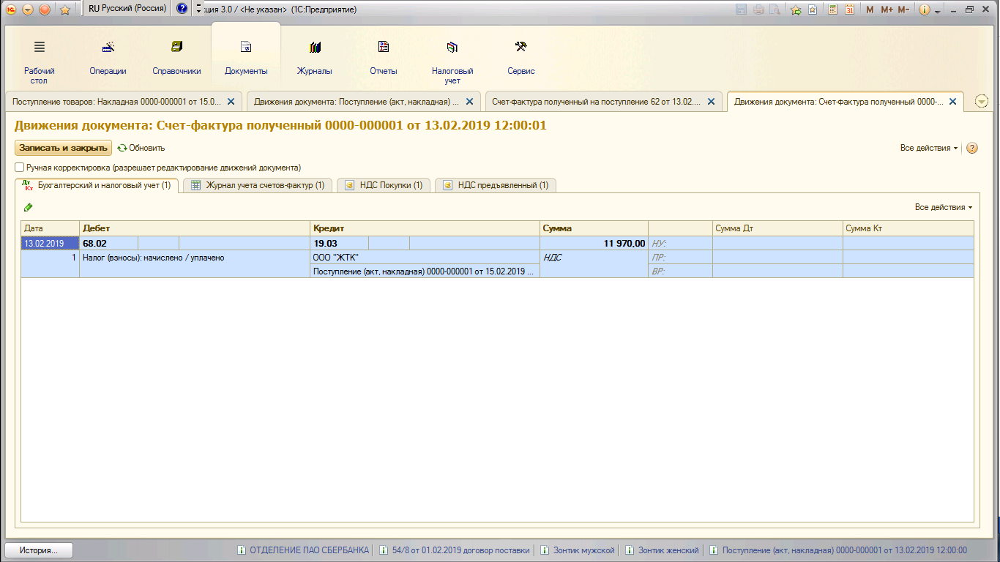 RU Русский (Россия) ция 3.0 / <Не указан> (1С:Предприятие) 31 M M+ M-
Рабочий стол
Операции
Справочники
Документы
Журналы
Отчеты
Налоговый учет
Сервис
Поступление товаров: Накладная 0000-000001 от 15.0...
Движения документа: Поступление (акт, накладная) ...
Счет-фактура полученный на поступление 62 от 13.02....
Движения документа: Счет-фактура полученный 0000-...
Движения документа: Счет-фактура полученный 0000-000001 от 13.02.2019 12:00:01
Записать и закрыть Обновить Все действия ?
Ручная корректировка (разрешает редактирование движений документа)
Дт Кт Бухгалтерский и налоговый учет (1) Журнал учета счетов-фактур (1) НДС Покупки (1) НДС предъявленный (1)
Все действия
Дата Дебет Кредит Сумма Сумма Дт Сумма Кт
13.02.2019 68.02 19.03 11 970,00 НУ:
1 Налог (взносы): начислено / уплачено ООО "ЖТК" НДС ПР:
Поступление (акт, накладная) 0000-000001 от 15.02.2019 ... ВР:
История... ОТДЕЛЕНИЕ ПАО СБЕРБАНКА 54/8 от 01.02.2019 договор поставки Зонтик мужской Зонтик женский Поступление (акт, накладная) 0000-000001 от 13.02.2019 12:00:00